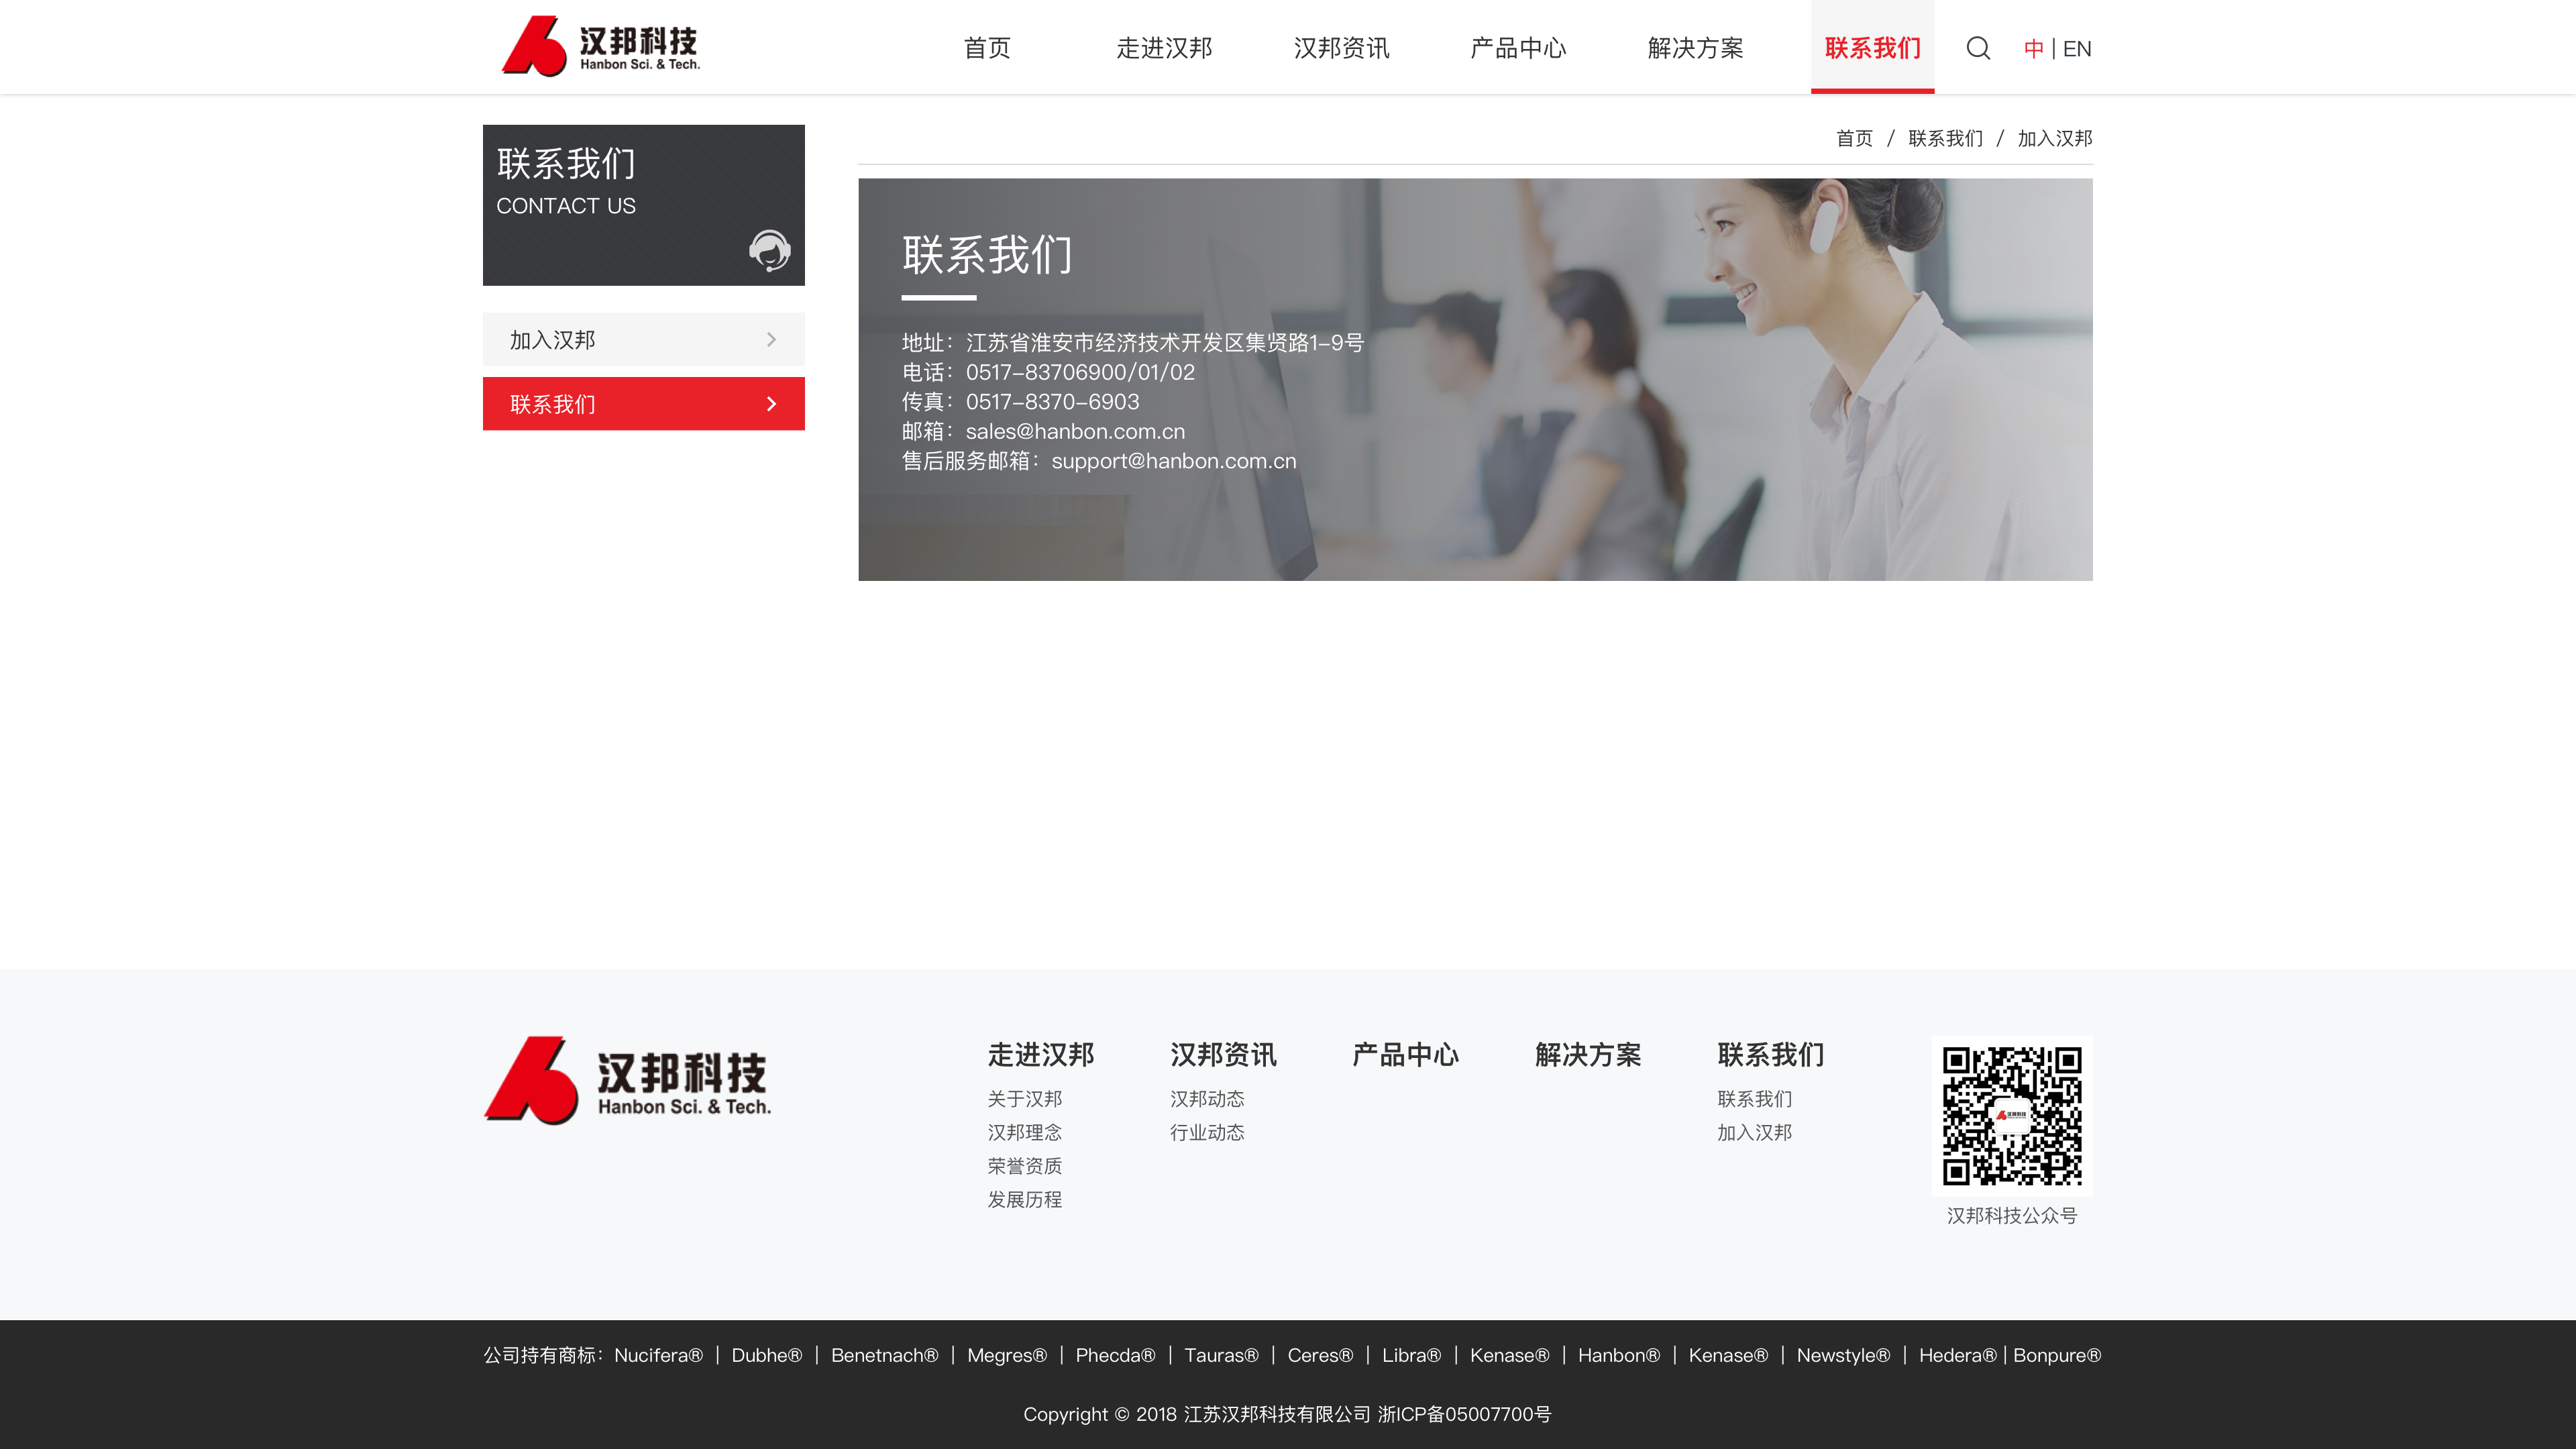 汉邦科技
Hanbon Sci. & Tech.
首页
走进汉邦
汉邦资讯
产品中心
解决方案
联系我们
中 | EN
联系我们
CONTACT US
加入汉邦
联系我们
首页 / 联系我们 / 加入汉邦
联系我们
地址：江苏省淮安市经济技术开发区集贤路1-9号
电话：0517-83706900/01/02
传真：0517-8370-6903
邮箱：sales@hanbon.com.cn
售后服务邮箱：support@hanbon.com.cn
汉邦科技
Hanbon Sci. & Tech.
走进汉邦
关于汉邦
汉邦理念
荣誉资质
发展历程
汉邦资讯
汉邦动态
行业动态
产品中心
解决方案
联系我们
联系我们
加入汉邦
汉邦科技
汉邦科技公众号
公司持有商标：Nucifera® | Dubhe® | Benetnach® | Megres® | Phecda® | Tauras® | Ceres® | Libra® | Kenase® | Hanbon® | Kenase® | Newstyle® | Hedera® | Bonpure®
Copyright © 2018 江苏汉邦科技有限公司 浙ICP备05007700号